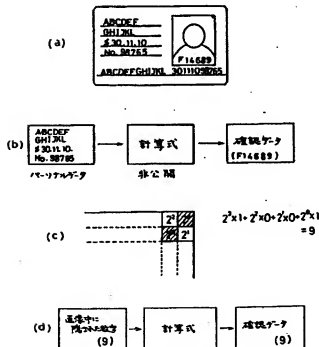 (a)
ABCDEF
GHIJKL
S30.11.10
No. 98765
F14689
ABCDEFGHIJKL 30111098765
(b)
ABCDEF
GHIJKL
S30.11.10.
No. 98765
計算式
確認データ
(F14689)
パーソナルデータ
非公開
(c)
2²
2¹
2³×1+2²×0+2¹×0+2⁰×1
=9
(d)
画像中に
隠された数字
(9)
計算式
確認データ
(9)